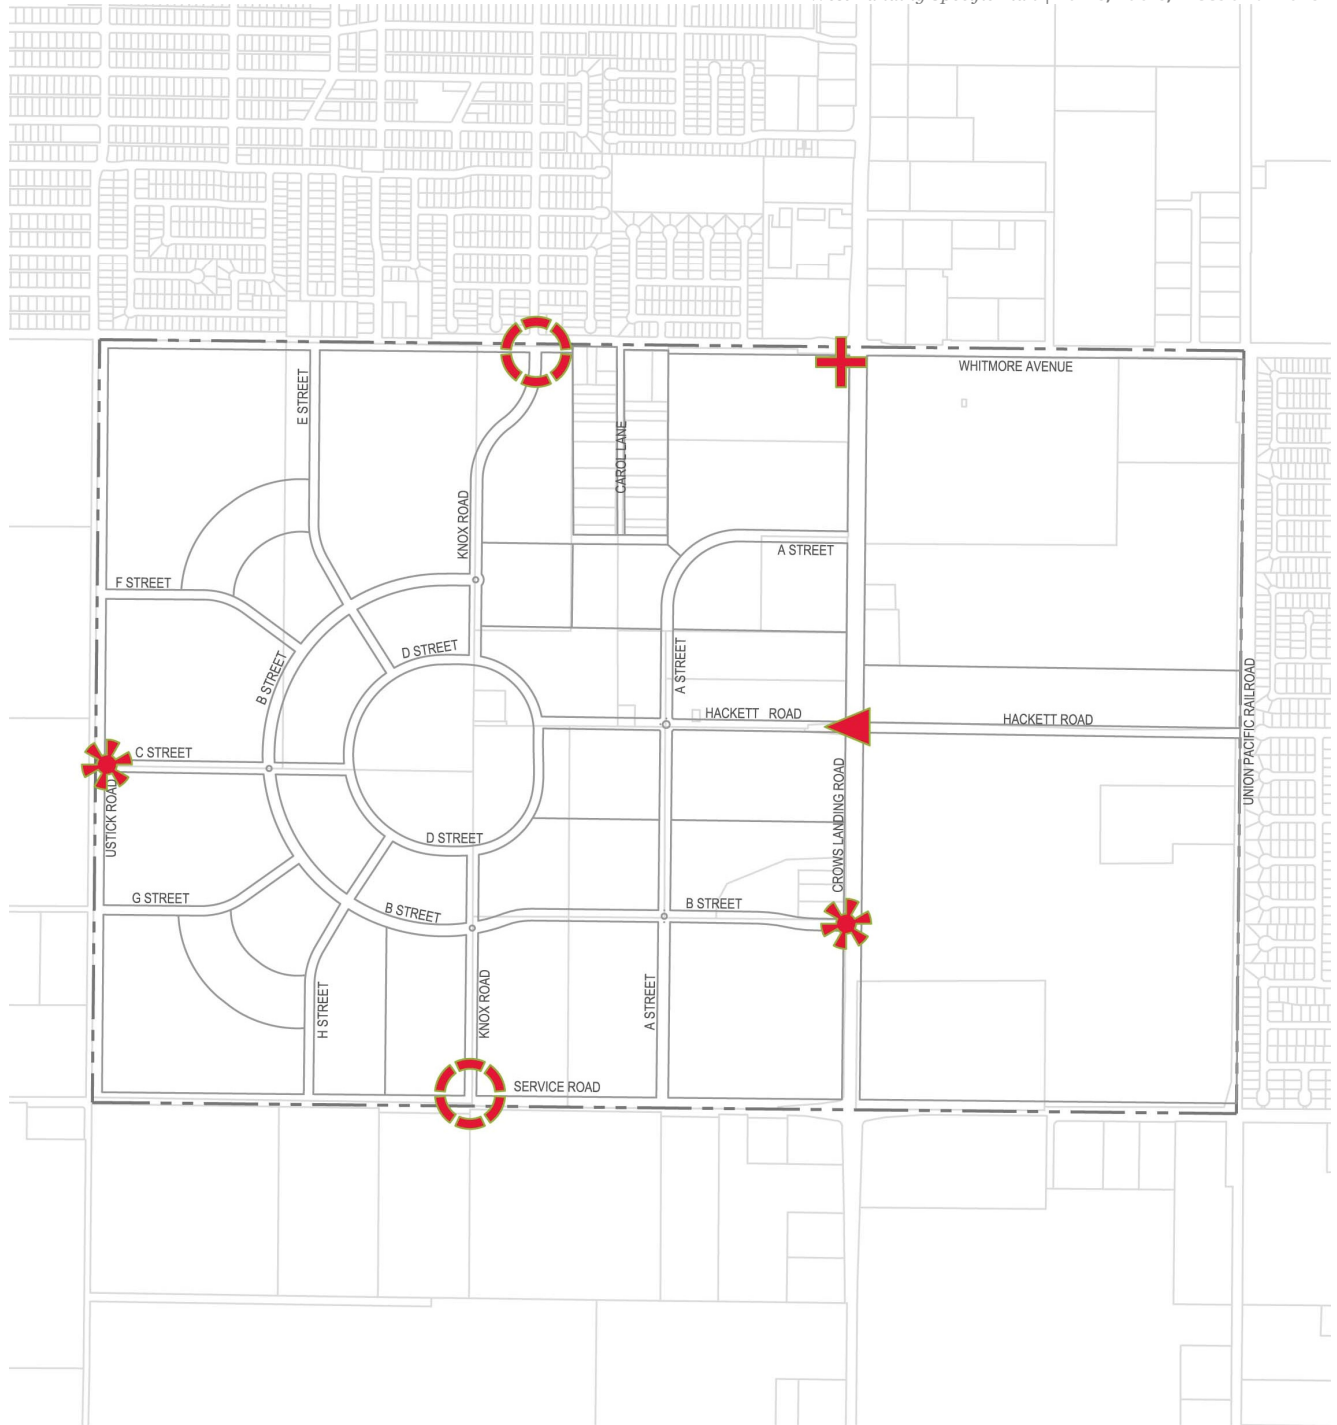 WHITMORE AVENUE
E STREET
CAROL LANE
KNOX ROAD
A STREET
F STREET
D STREET
A STREET
B STREET
HACKETT ROAD
HACKETT ROAD
UNION PACIFIC RAILROAD
C STREET
USTICK ROAD
CROWS LANDING ROAD
D STREET
G STREET
B STREET
B STREET
H STREET
KNOX ROAD
A STREET
SERVICE ROAD